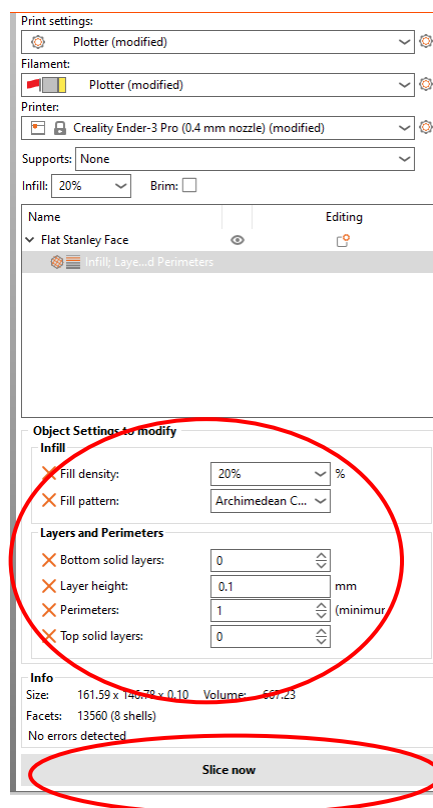 Print settings:
Plotter (modified)
Filament:
Plotter (modified)
Printer:
Creality Ender-3 Pro (0.4 mm nozzle) (modified)
Supports: None
Infill: 20% Brim:
Name Editing
Flat Stanley Face
Infill; Laye...d Perimeters
Object Settings to modify
Infill
Fill density: 20% %
Fill pattern: Archimedean C...
Layers and Perimeters
Bottom solid layers: 0
Layer height: 0.1 mm
Perimeters: 1 (minimur
Top solid layers: 0
Info
Size: 161.59 x 146.78 x 0.10 Volume: 667.23
Facets: 13560 (8 shells)
No errors detected
Slice now